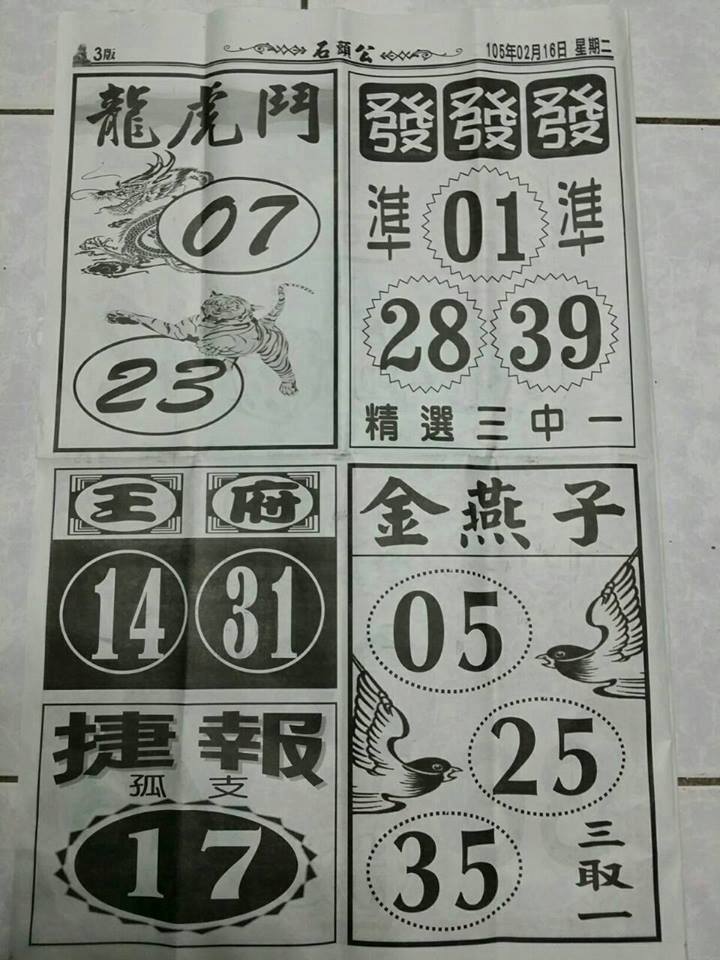 3版 石頭公 105年02月16日 星期二
龍虎鬥
07
23
發發發
準 01 準
28 39
精選三中一
王府
14 31
捷報
孤支
17
金燕子
05
25
35
三取一